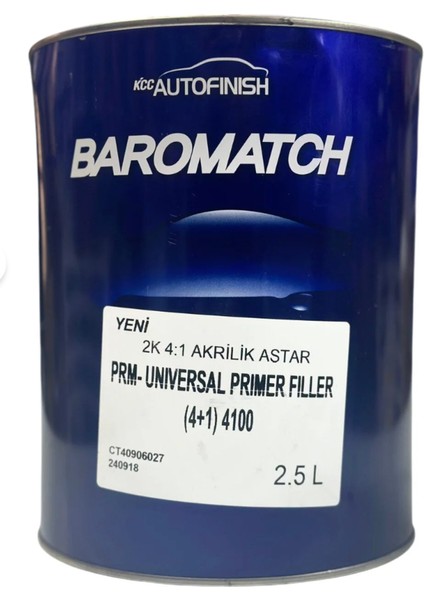 KCC AUTOFINISH
BAROMATCH
YENİ
2K 4:1 AKRİLİK ASTAR
PRM- UNIVERSAL PRIMER FILLER
(4+1) 4100
CT40906027
240918
2.5 L